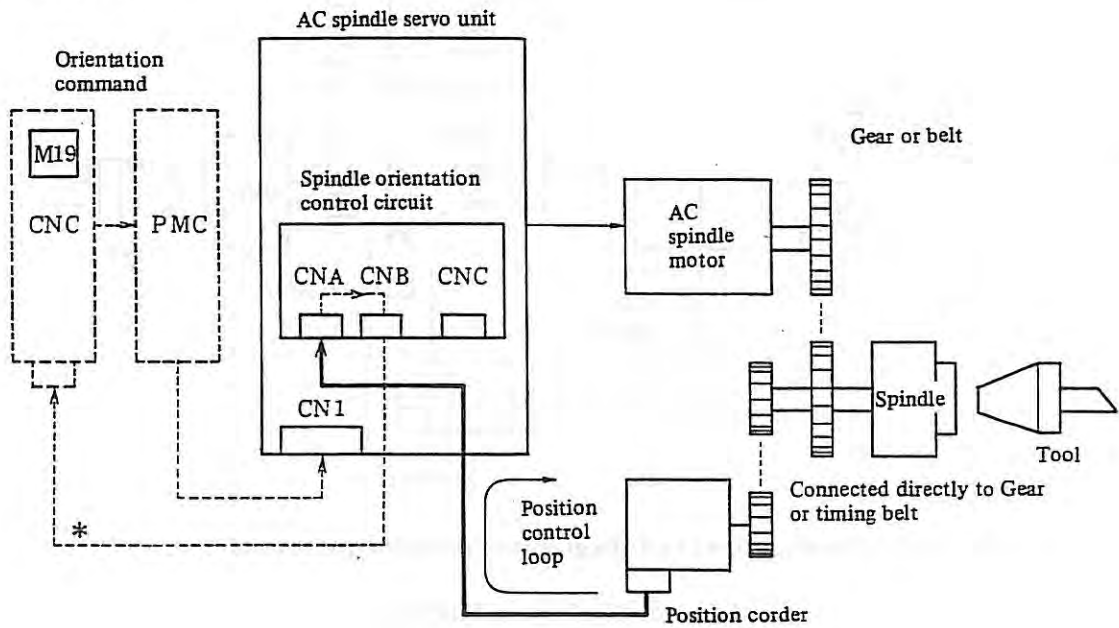 AC spindle servo unit
Orientation
command
M19
CNC
PMC
Spindle orientation
control circuit
CNA
CNB
CNC
CN1
AC
spindle
motor
Gear or belt
Spindle
Tool
Connected directly to Gear
or timing belt
Position
control
loop
Position corder
*